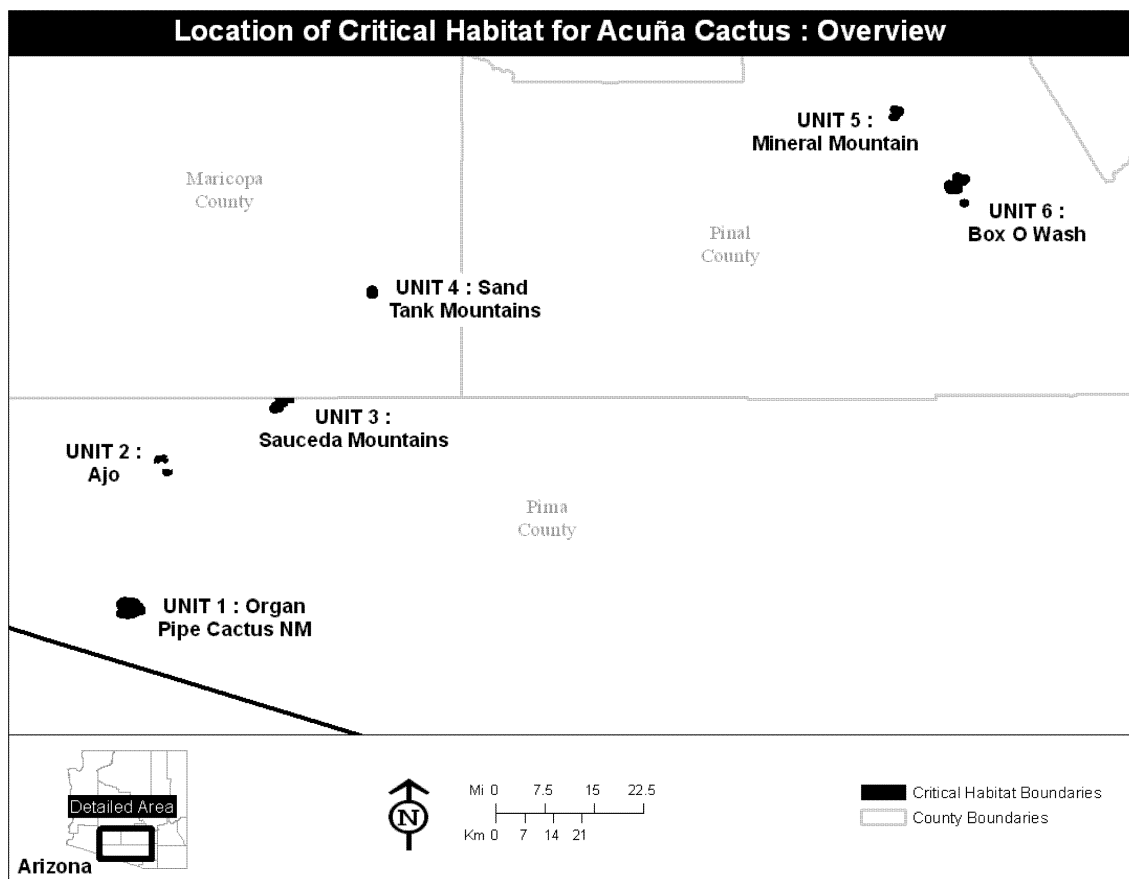 Location of Critical Habitat for Acuña Cactus : Overview
UNIT 5 :
Mineral Mountain
Maricopa
County
UNIT 6 :
Box O Wash
Pinal
County
UNIT 4 : Sand
Tank Mountains
UNIT 3 :
Sauceda Mountains
UNIT 2 :
Ajo
Pima
County
UNIT 1 : Organ
Pipe Cactus NM
Detailed Area
Arizona
N
Mi 0 7.5 15 22.5
Km 0 7 14 21
Critical Habitat Boundaries
County Boundaries